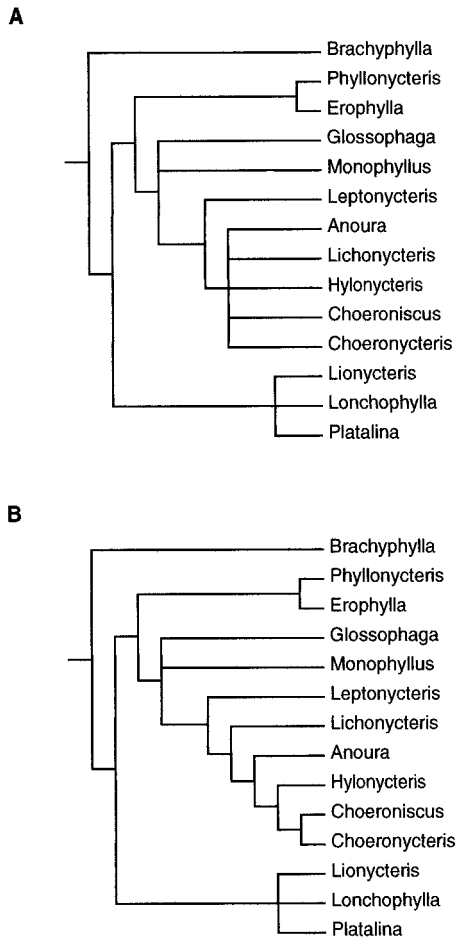 A
Brachyphylla
Phyllonycteris
Erophylla
Glossophaga
Monophyllus
Leptonycteris
Anoura
Lichonycteris
Hylonycteris
Choeroniscus
Choeronycteris
Lionycteris
Lonchophylla
Platalina
B
Brachyphylla
Phyllonycteris
Erophylla
Glossophaga
Monophyllus
Leptonycteris
Lichonycteris
Anoura
Hylonycteris
Choeroniscus
Choeronycteris
Lionycteris
Lonchophylla
Platalina